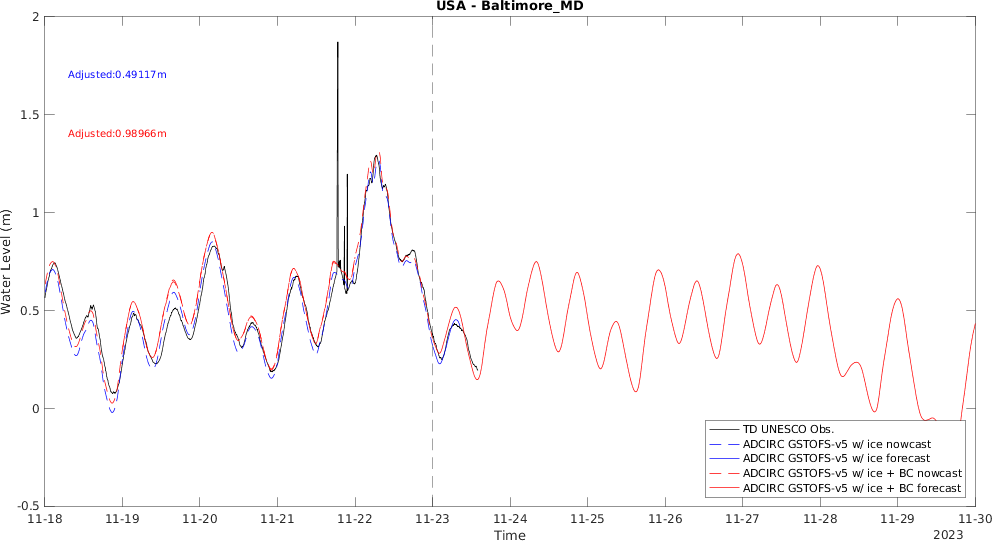 USA - Baltimore_MD
Adjusted:0.49117m
Adjusted:0.98966m
Water Level (m)
2
1.5
1
0.5
0
-0.5
TD UNESCO Obs.
ADCIRC GSTOFS-v5 w/ ice nowcast
ADCIRC GSTOFS-v5 w/ ice forecast
ADCIRC GSTOFS-v5 w/ ice + BC nowcast
ADCIRC GSTOFS-v5 w/ ice + BC forecast
11-18 11-19 11-20 11-21 11-22 11-23 11-24 11-25 11-26 11-27 11-28 11-29 11-30
Time
2023